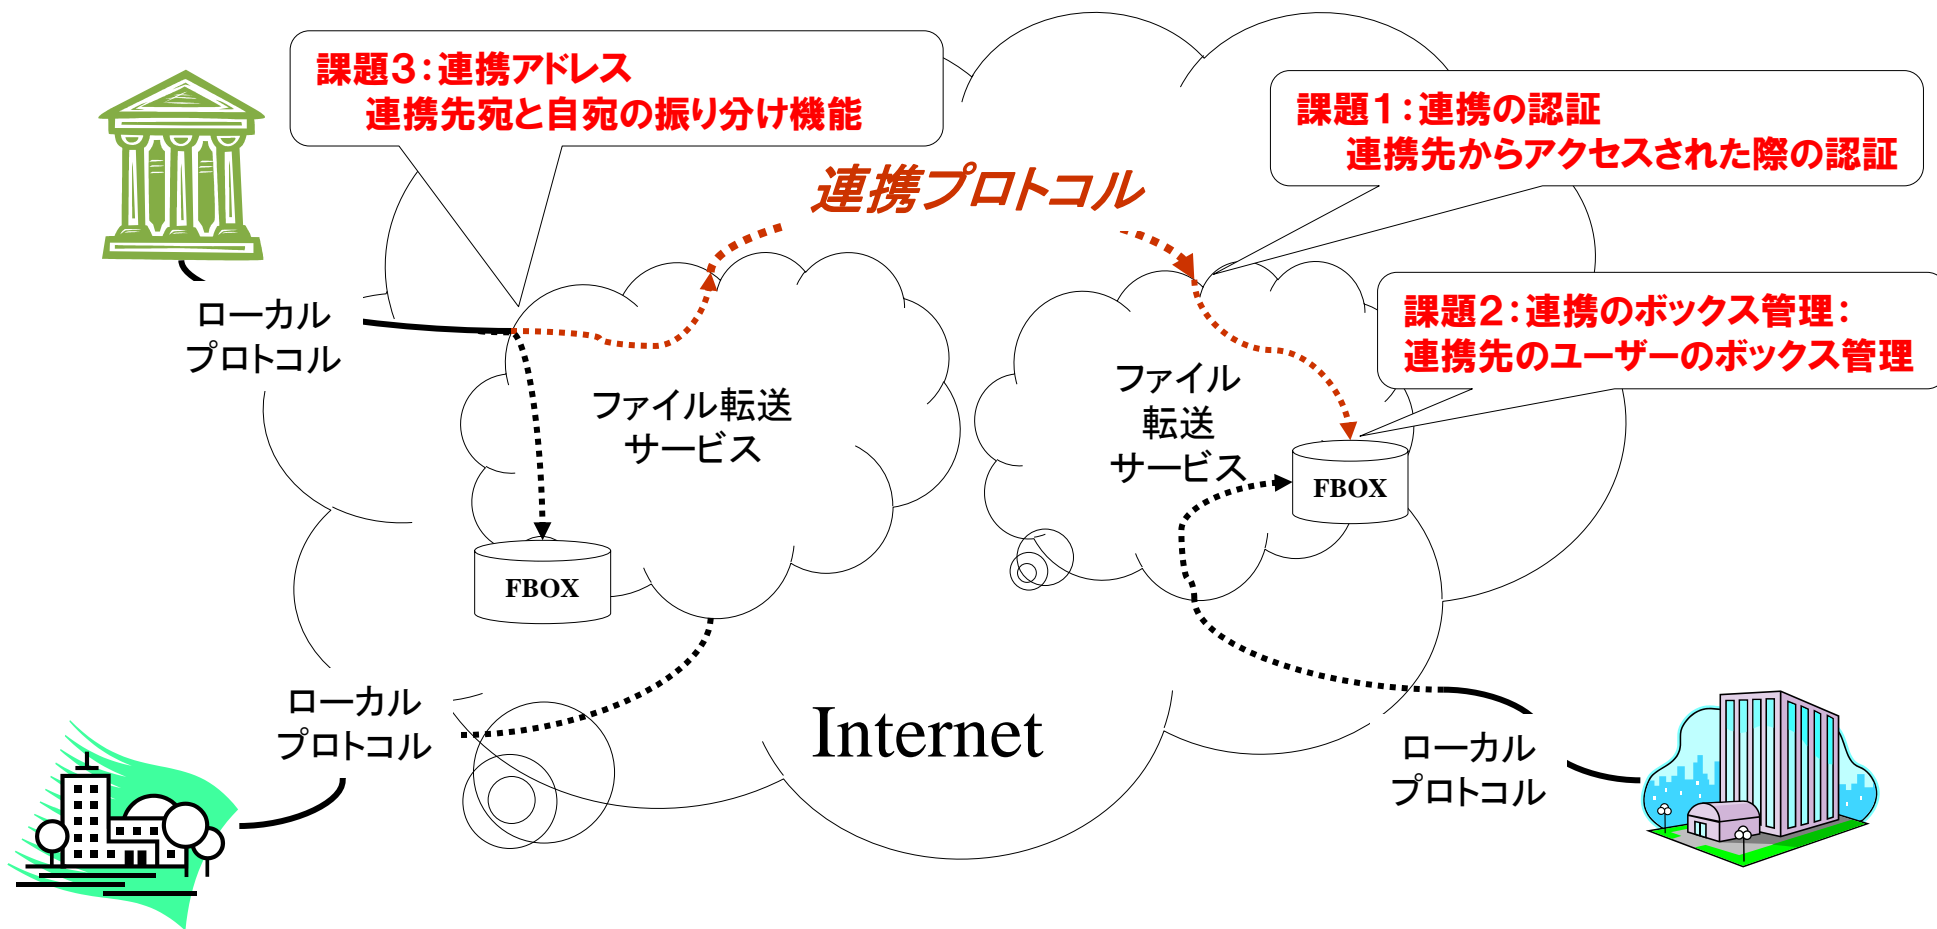 課題3：連携アドレス
連携先宛と自宛の振り分け機能
課題1：連携の認証
連携先からアクセスされた際の認証
連携プロトコル
課題2：連携のボックス管理：
連携先のユーザーのボックス管理
ローカル
プロトコル
ファイル転送
サービス
ファイル
転送
サービス
FBOX
FBOX
ローカル
プロトコル
Internet
ローカル
プロトコル